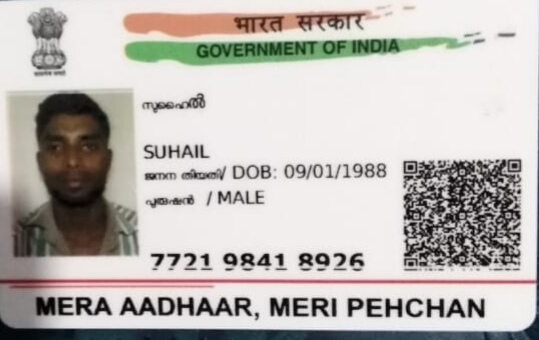 भारत सरकार
GOVERNMENT OF INDIA
സുഹൈൽ
SUHAIL
ജനന തിയതി/ DOB: 09/01/1988
പുരുഷൻ / MALE
7721 9841 8926
MERA AADHAAR, MERI PEHCHAN